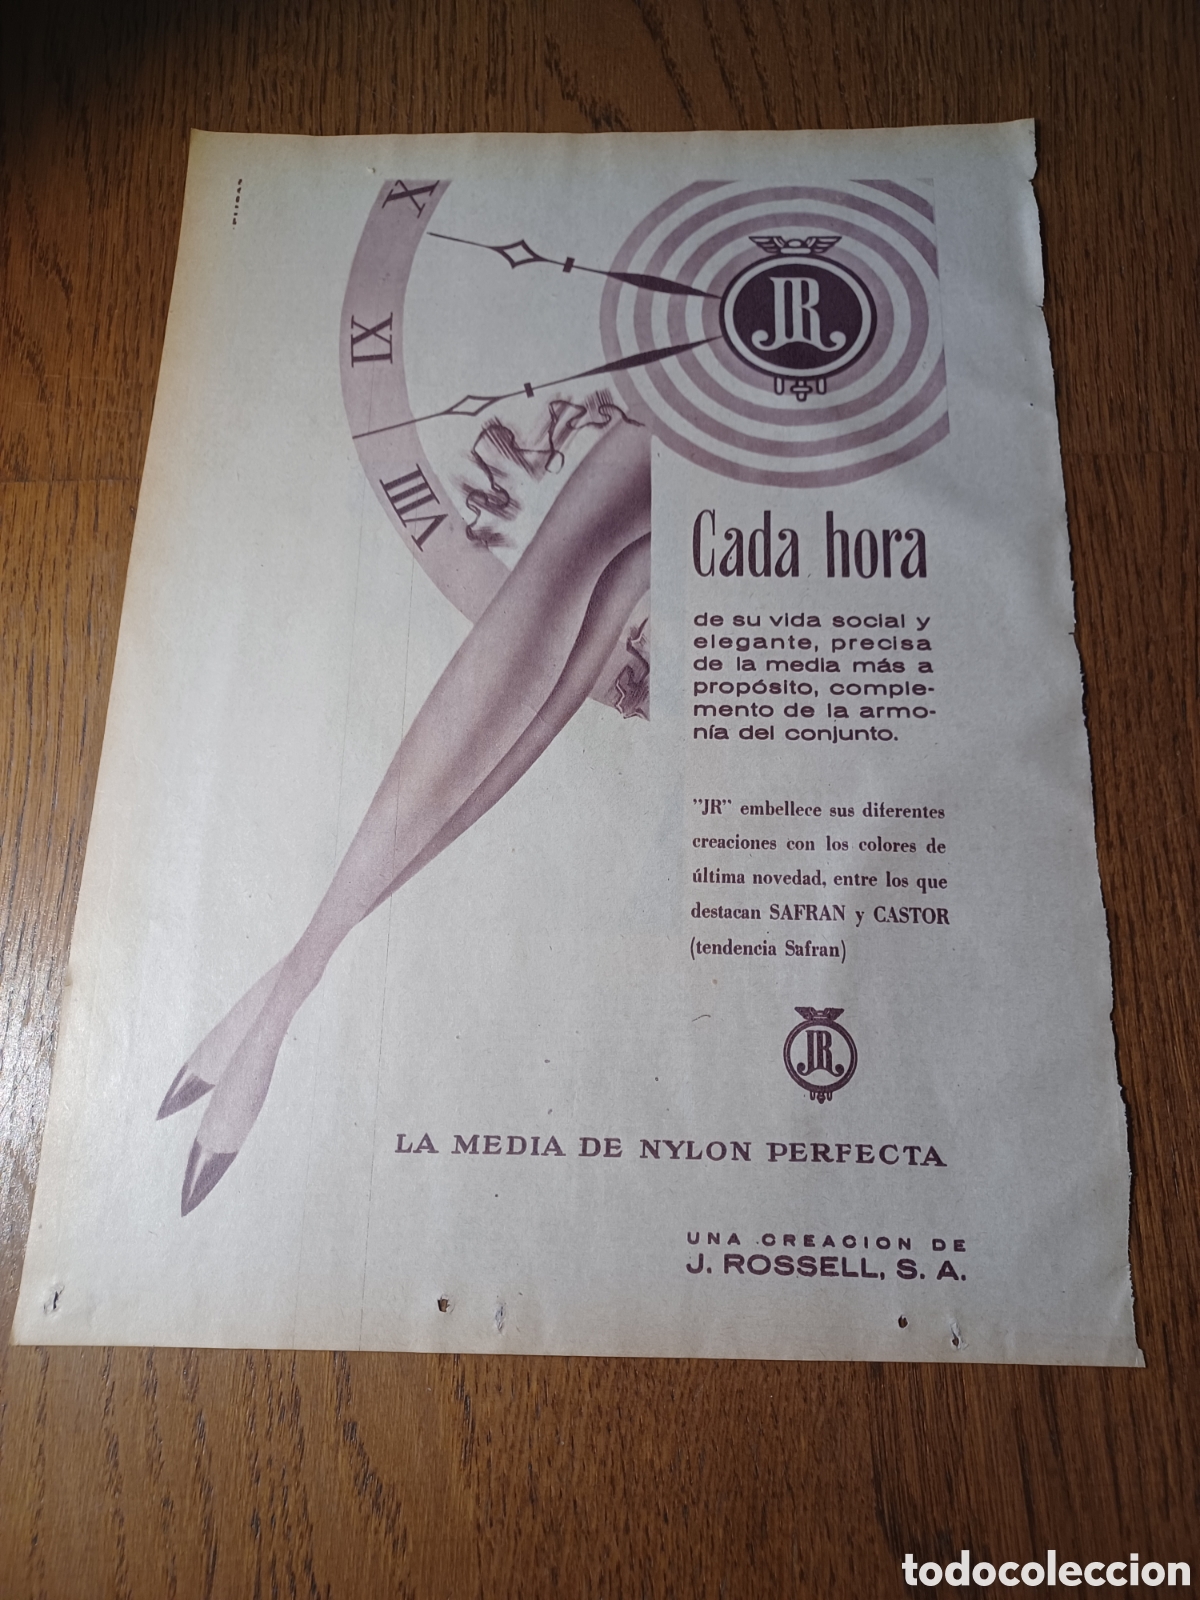 X
IX
VIII
JR
Cada hora
de su vida social y
elegante, precisa
de la media más a
propósito, comple-
mento de la armo-
nía del conjunto.
"JR" embellece sus diferentes
creaciones con los colores de
última novedad, entre los que
destacan SAFRAN y CASTOR
(tendencia Safran)
JR
LA MEDIA DE NYLON PERFECTA
UNA CREACION DE
J. ROSSELL, S. A.
todocoleccion